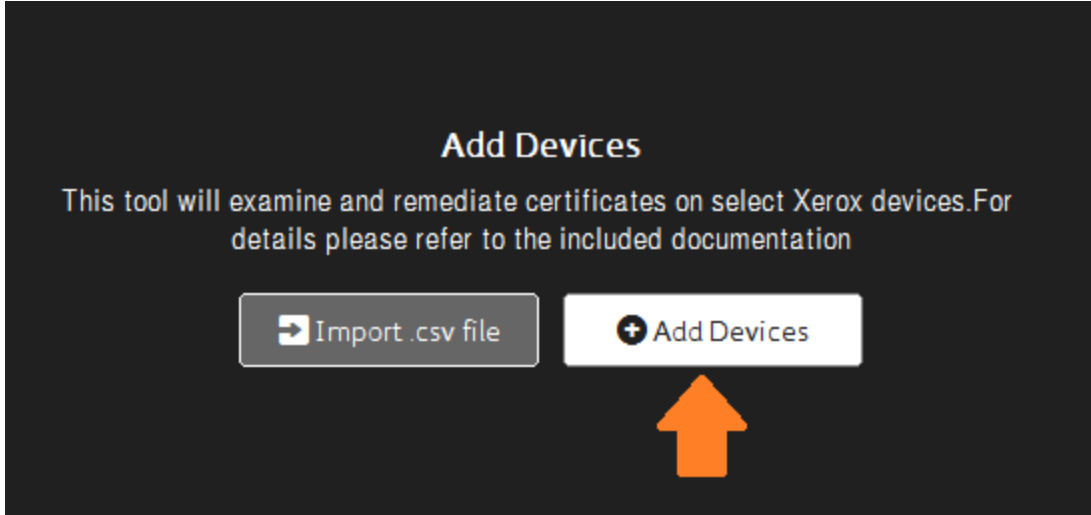 Add Devices
This tool will examine and remediate certificates on select Xerox devices.For
details please refer to the included documentation
Import .csv file
Add Devices